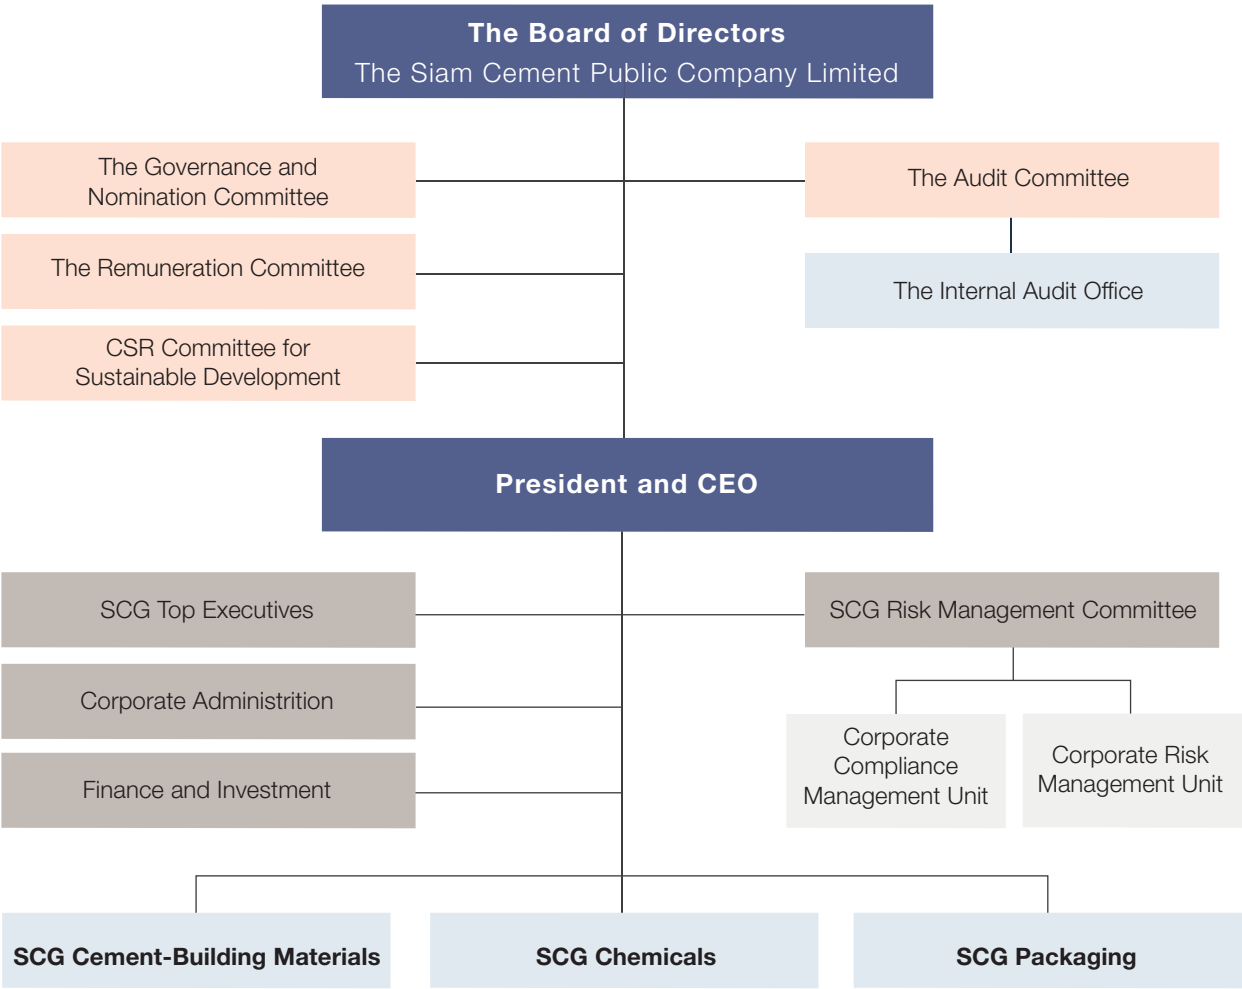 The Board of Directors
The Siam Cement Public Company Limited
The Governance and
Nomination Committee
The Audit Committee
The Remuneration Committee
The Internal Audit Office
CSR Committee for
Sustainable Development
President and CEO
SCG Top Executives
SCG Risk Management Committee
Corporate Administrition
Corporate
Compliance
Management Unit
Corporate Risk
Management Unit
Finance and Investment
SCG Cement-Building Materials
SCG Chemicals
SCG Packaging